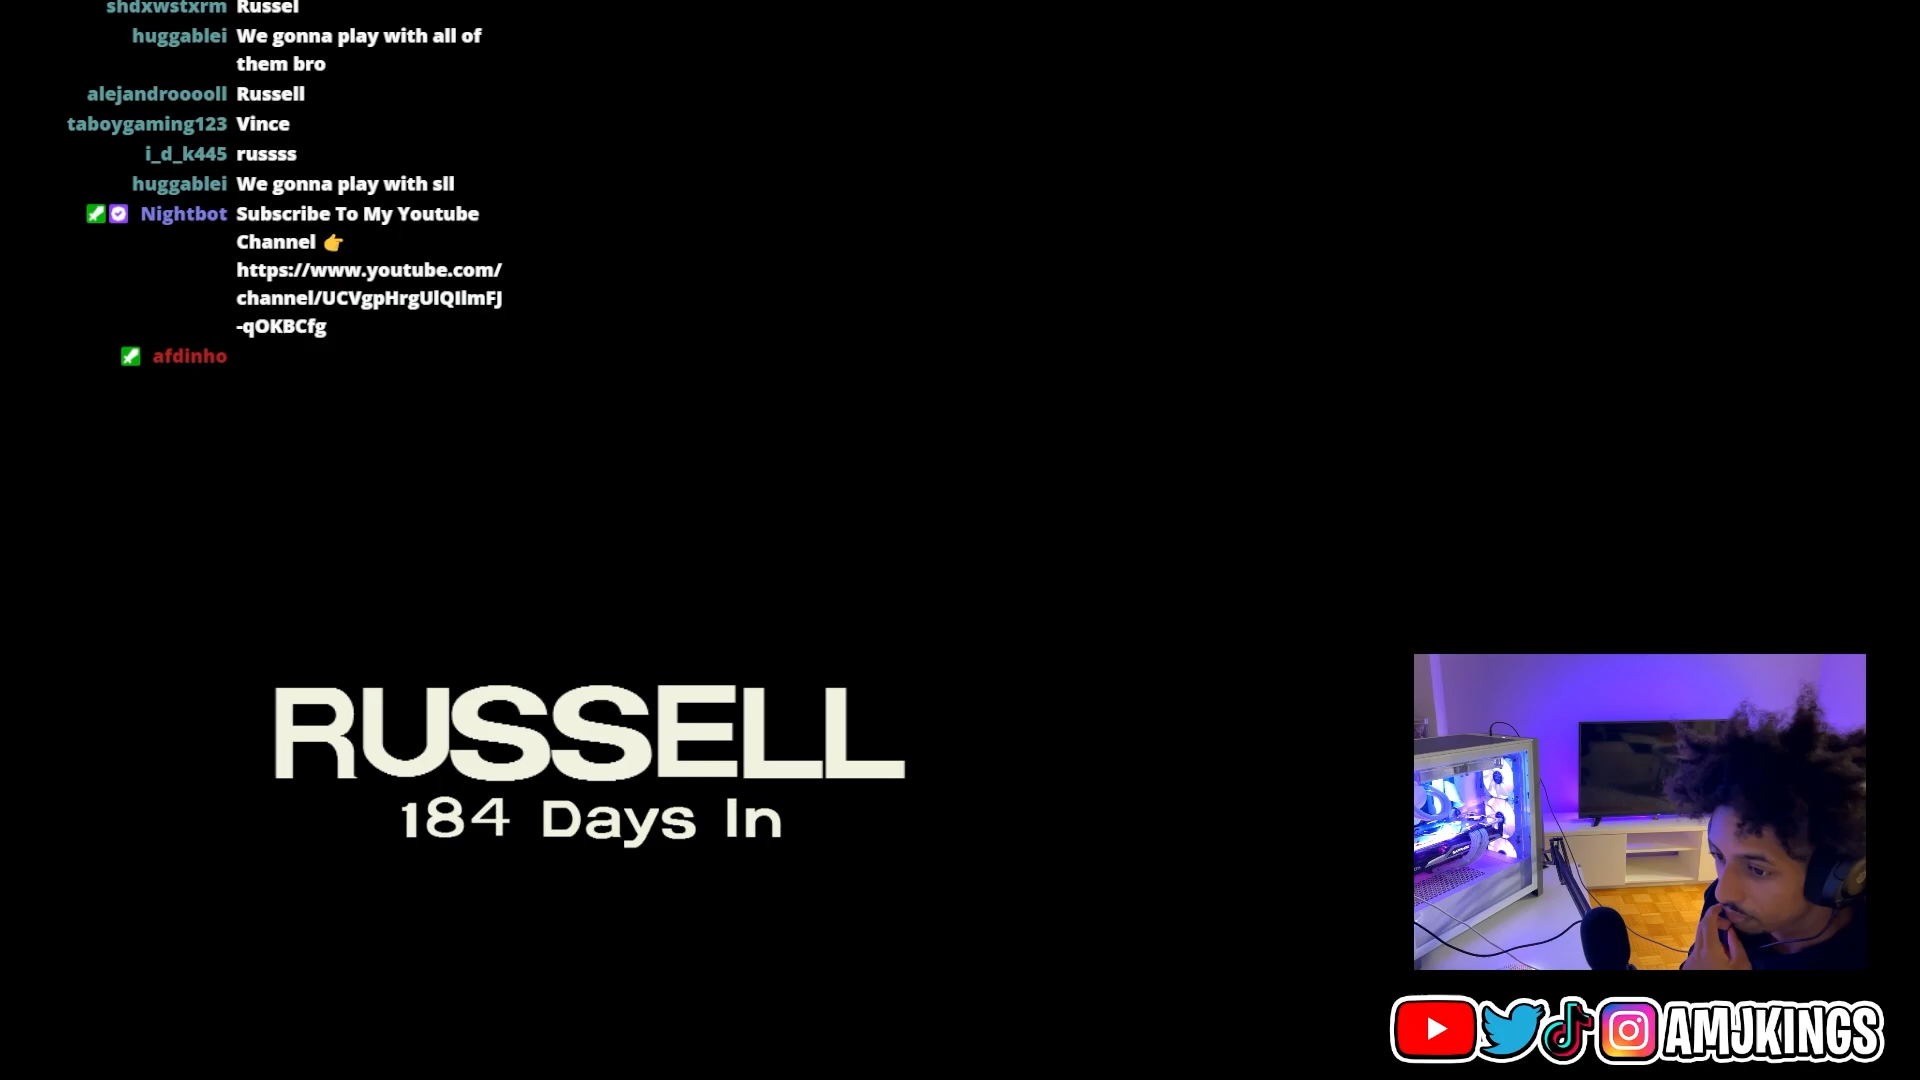 shdxwstxrm Russel
huggablei We gonna play with all of
them bro
alejandrooooll Russell
taboygaming123 Vince
i_d_k445 russss
huggablei We gonna play with sll
Nightbot Subscribe To My Youtube
Channel 👉
https://www.youtube.com/
channel/UCVgpHrgUlQIlmFJ
-qOKBCfg
afdinho
RUSSELL
184 Days In
AMJKINGS